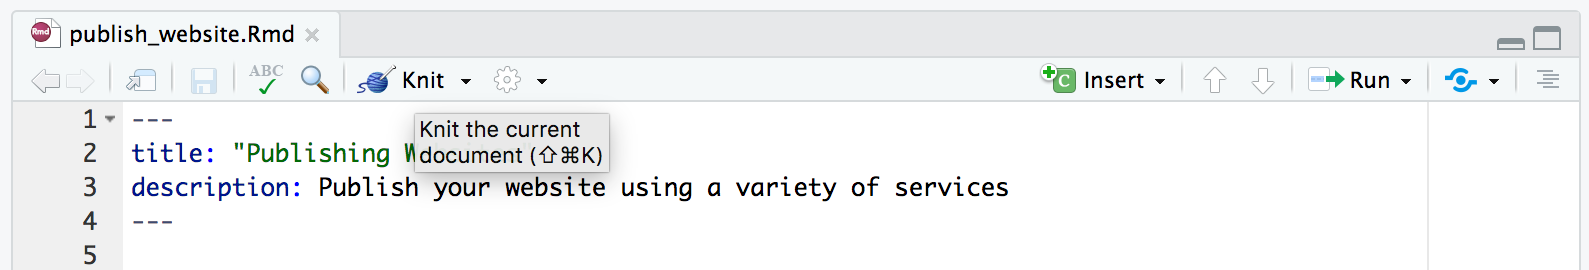 Rmd publish_website.Rmd ×
ABC Knit C Insert Run
1 ---
Knit the current
document (⇧⌘K)
2 title: "Publishing
3 description: Publish your website using a variety of services
4 ---
5